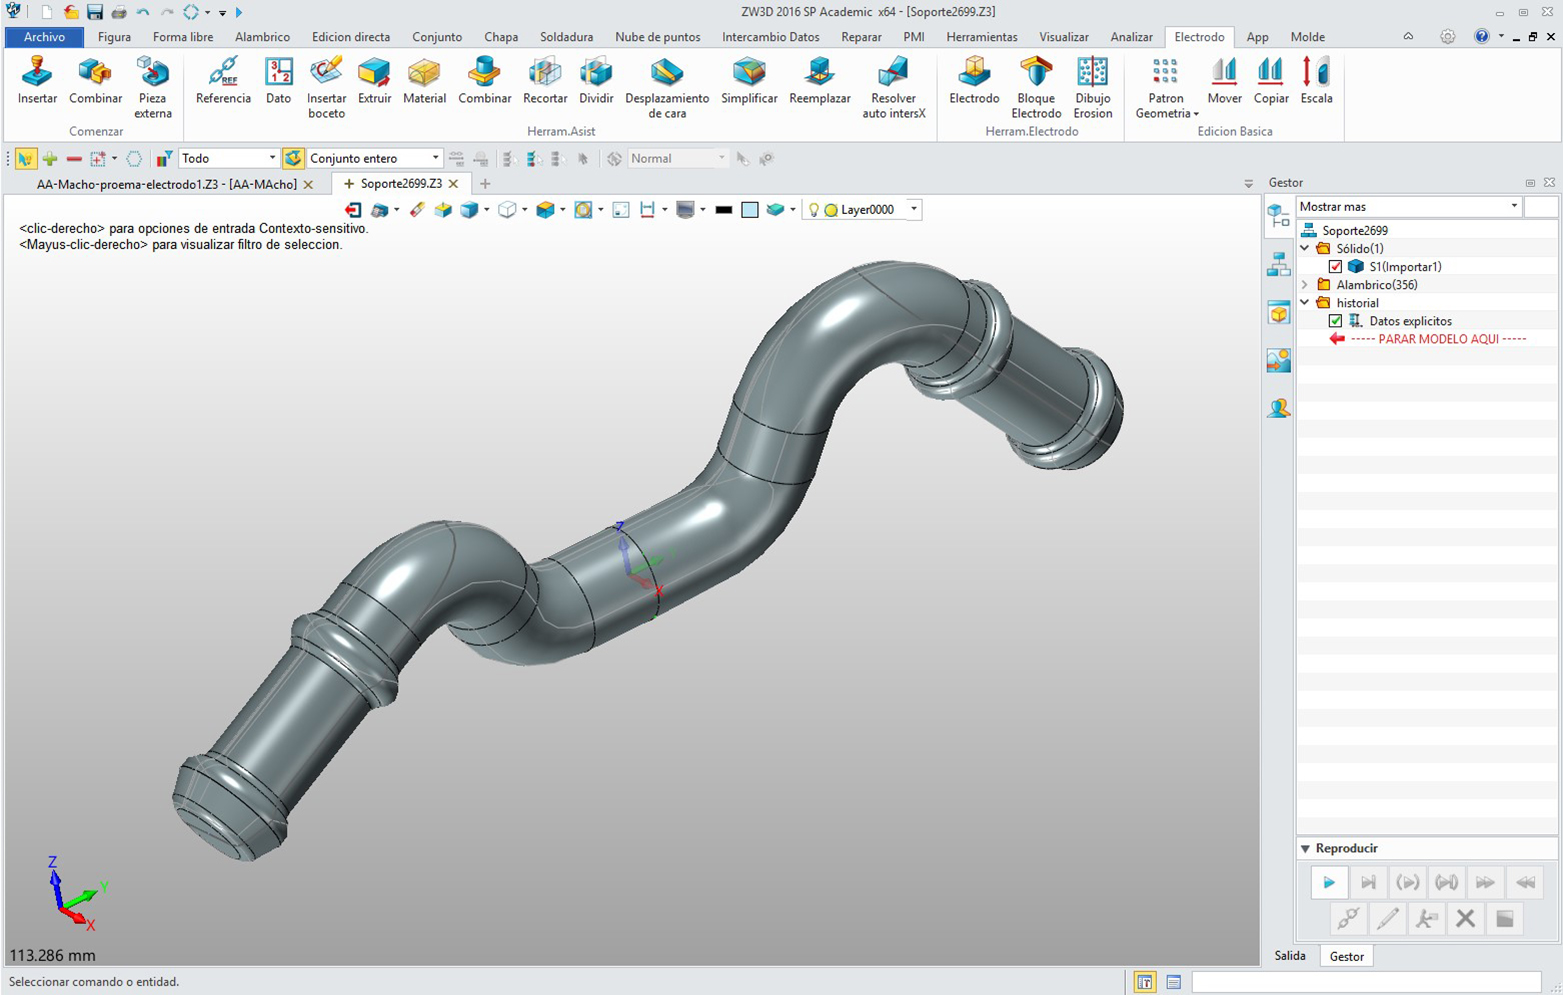 ZW3D 2016 SP Academic x64 - [Soporte2699.Z3]
Archivo Figura Forma libre Alambrico Edicion directa Conjunto Chapa Soldadura Nube de puntos Intercambio Datos Reparar PMI Herramientas Visualizar Analizar Electrodo App Molde
Insertar Combinar Pieza externa Referencia Dato Insertar boceto Extruir Material Combinar Recortar Dividir Desplazamiento de cara Simplificar Reemplazar Resolver auto intersX Electrodo Bloque Electrodo Dibujo Erosion Patron Geometria Mover Copiar Escala
REF
3 1 2
Comenzar Herram.Asist Herram.Electrodo Edicion Basica
Todo Conjunto entero Normal
AA-Macho-proema-electrodo1.Z3 - [AA-MAcho] Soporte2699.Z3
Gestor
Layer0000
Mostrar mas
<clic-derecho> para opciones de entrada Contexto-sensitivo.
<Mayus-clic-derecho> para visualizar filtro de seleccion.
Soporte2699
Sólido(1)
S1(Importar1)
Alambrico(356)
historial
Datos explicitos
----- PARAR MODELO AQUI -----
Z
X
Reproducir
Z
Y
X
113.286 mm
Salida Gestor
Seleccionar comando o entidad.